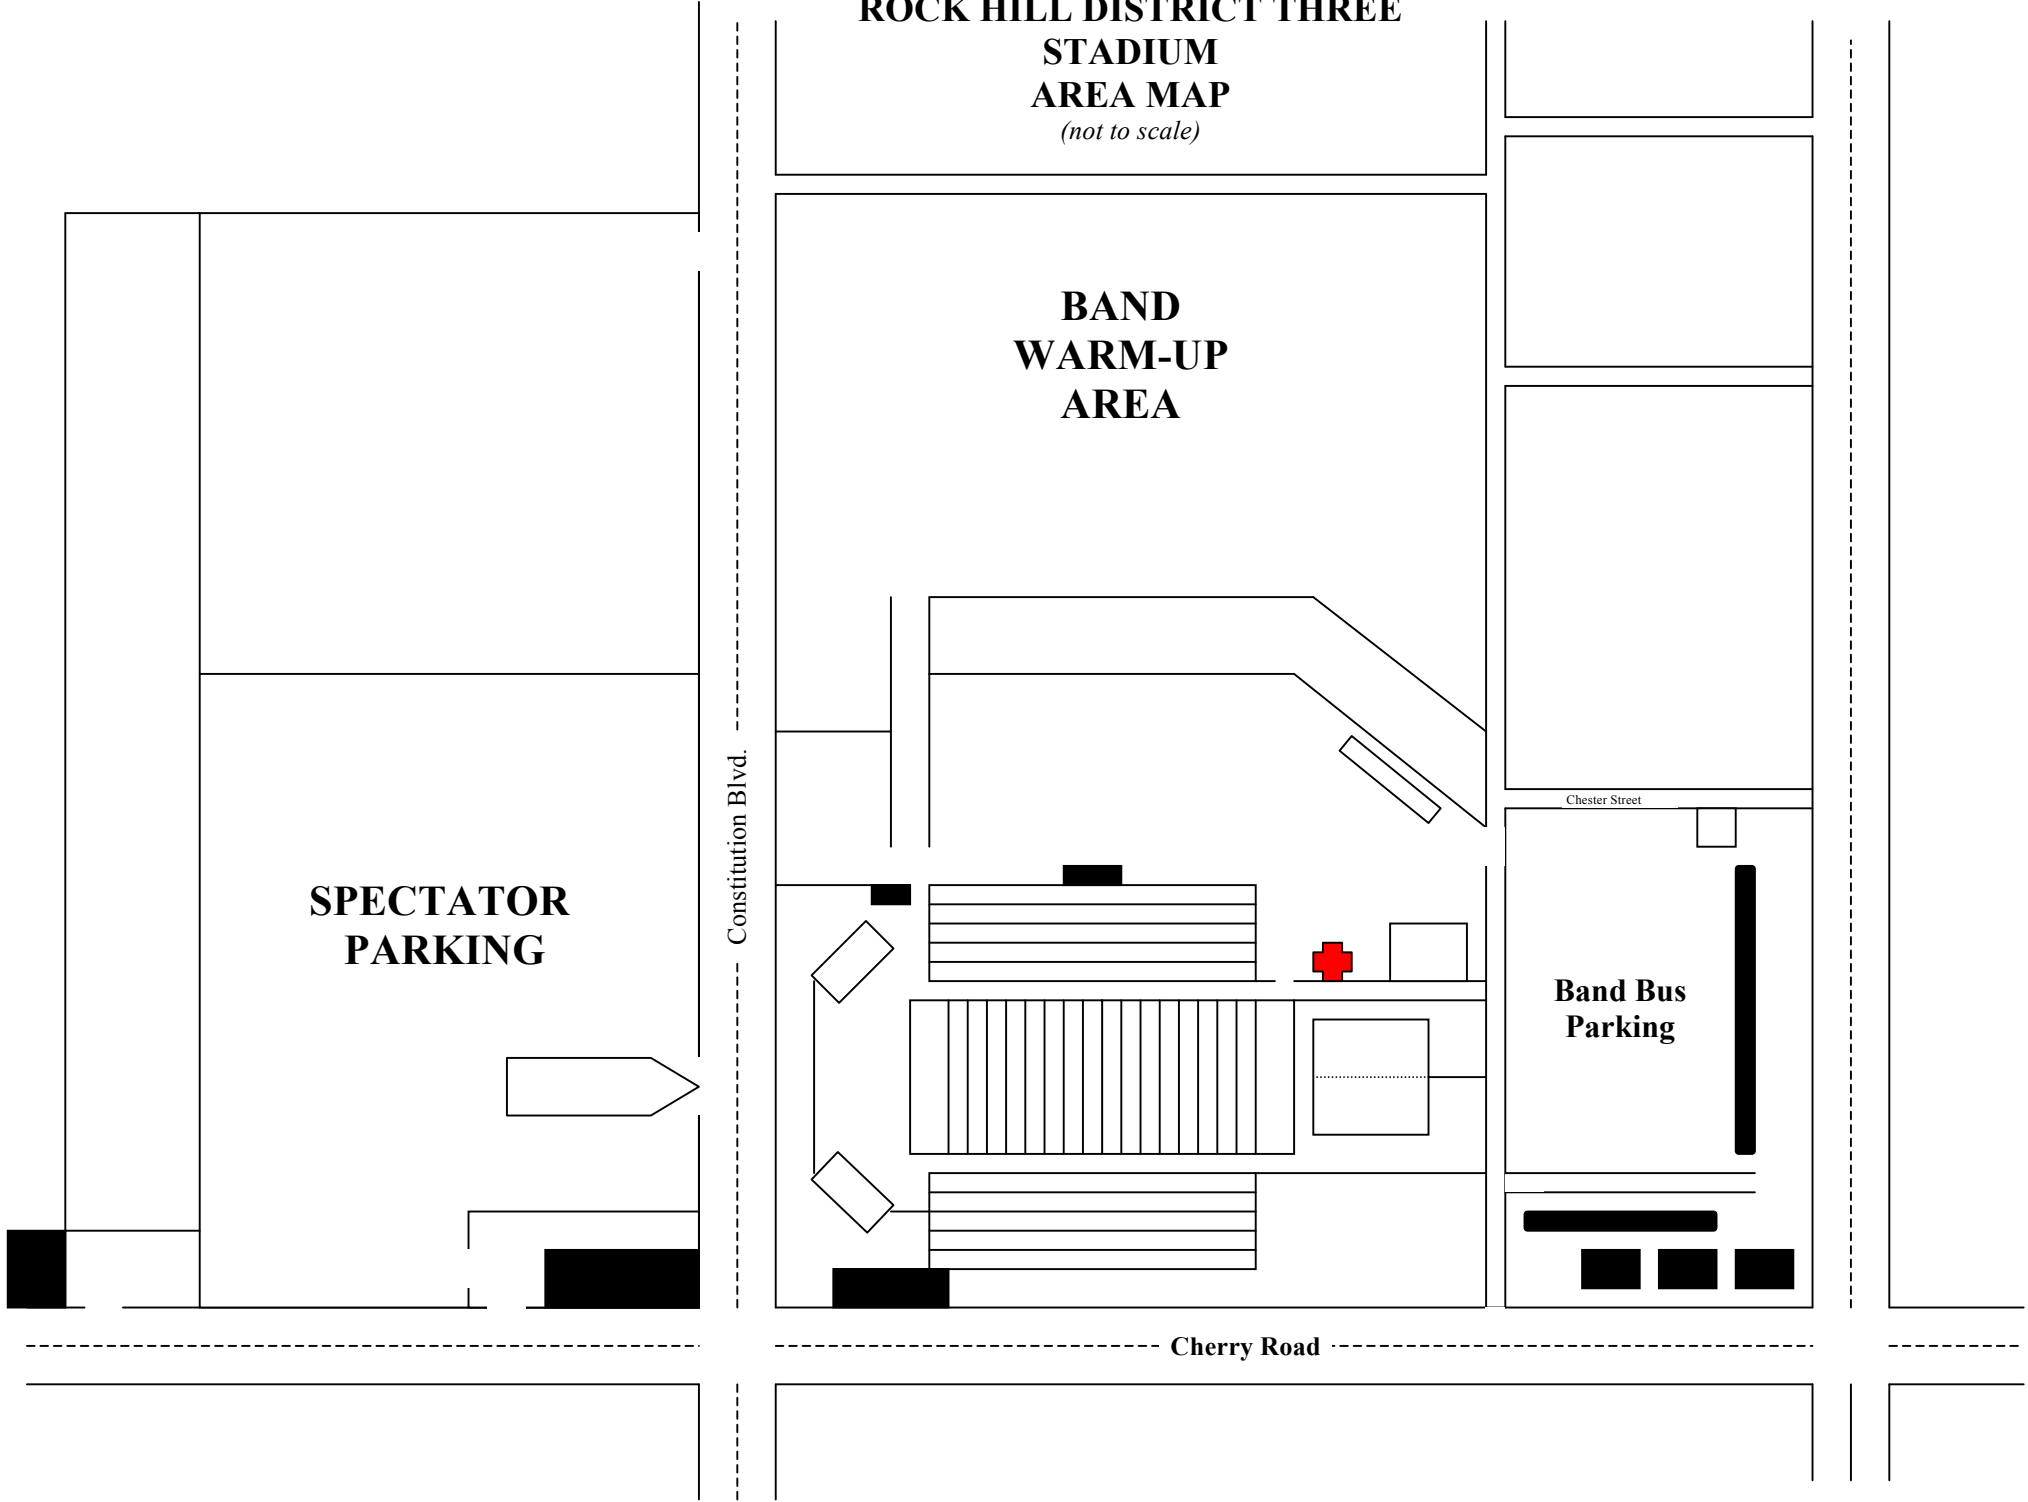 ROCK HILL DISTRICT THREE
STADIUM
AREA MAP
(not to scale)
BAND
WARM-UP
AREA
Constitution Blvd.
Chester Street
SPECTATOR
PARKING
Band Bus
Parking
Cherry Road